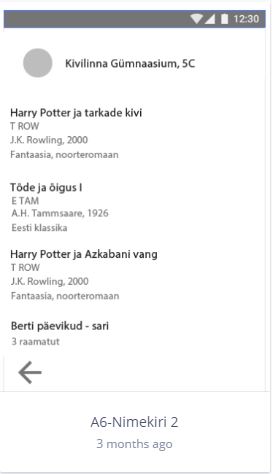 12:30
Kivilinna Gümnaasium, 5C
Harry Potter ja tarkade kivi
T ROW
J.K. Rowling, 2000
Fantaasia, noorteromaan
Tõde ja õigus I
E TAM
A.H. Tammsaare, 1926
Eesti klassika
Harry Potter ja Azkabani vang
T ROW
J.K. Rowling, 2000
Fantaasia, noorteromaan
Berti päevikud - sari
3 raamatut
A6-Nimekiri 2
3 months ago